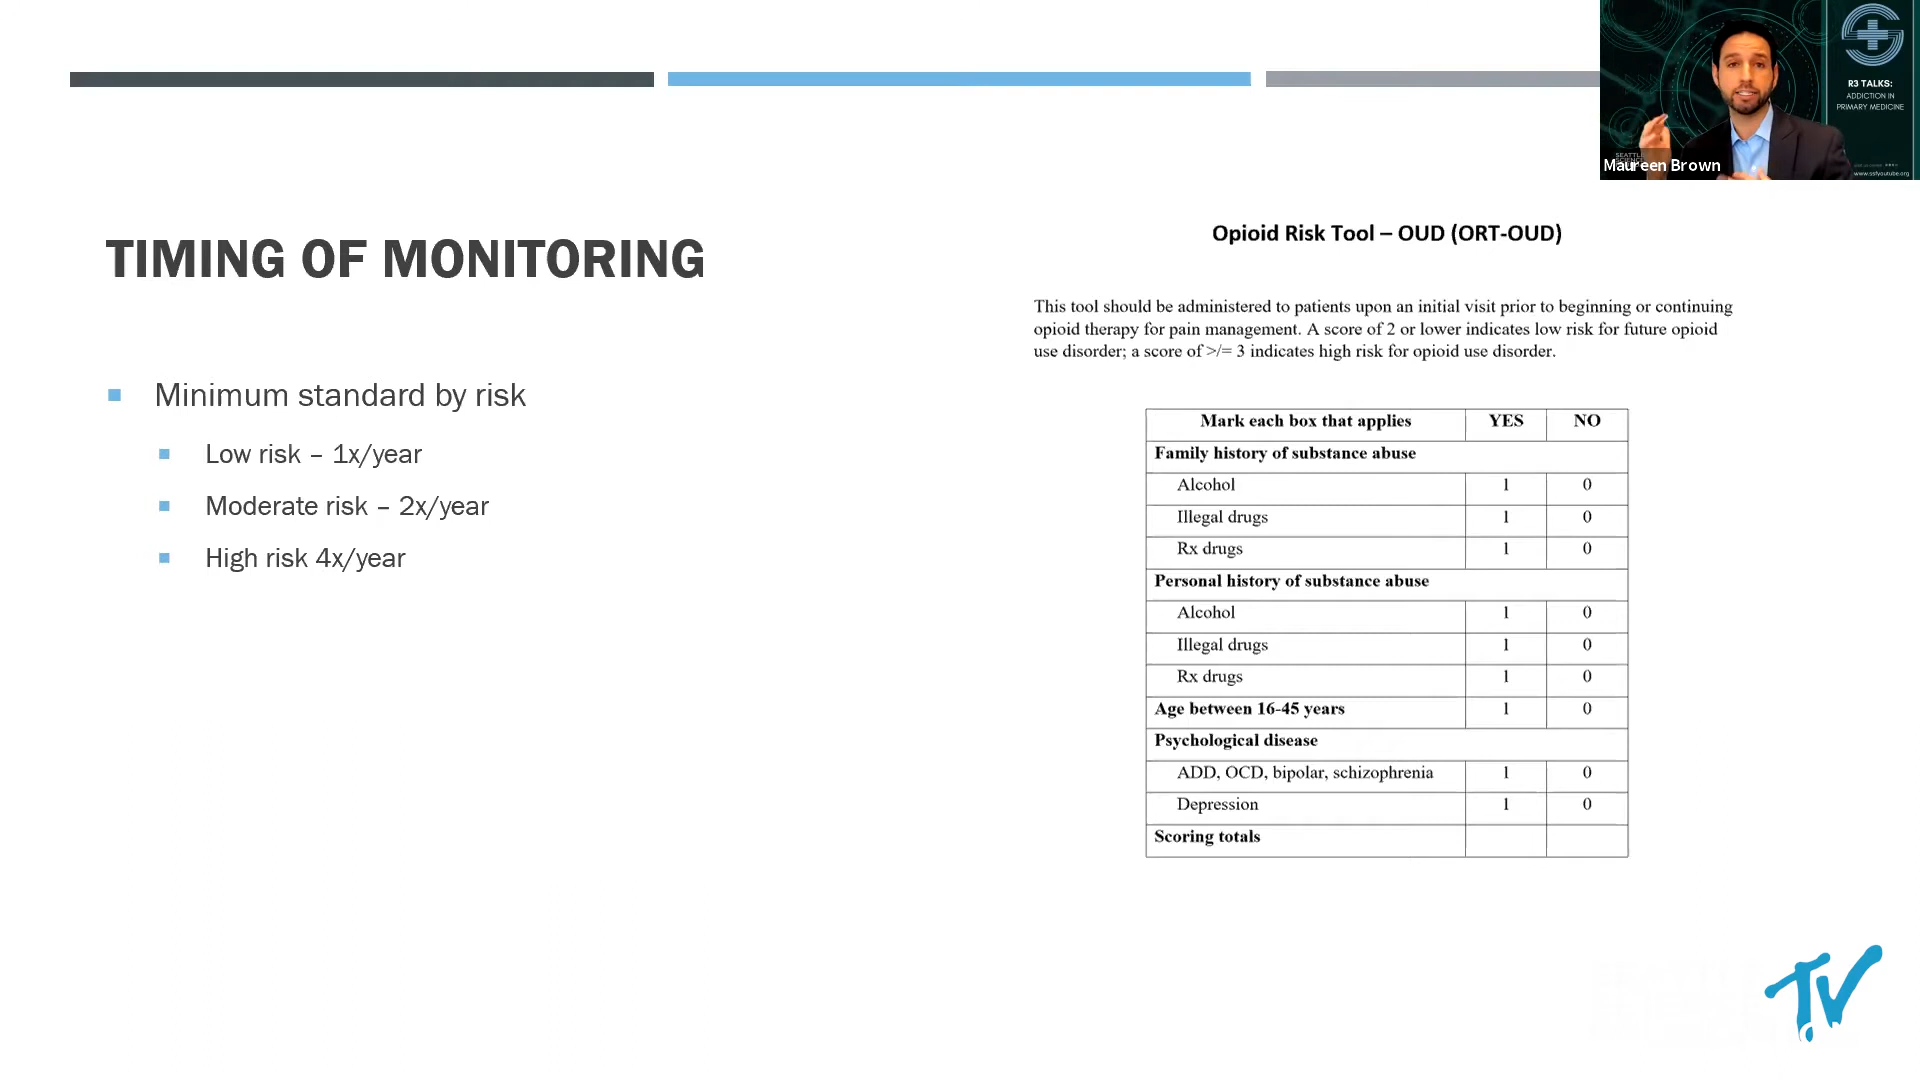 R3 TALKS:
ADDICTION IN
PRIMARY MEDICINE
Maureen Brown
www.ssfyoutube.org
TIMING OF MONITORING
Minimum standard by risk
Low risk – 1x/year
Moderate risk – 2x/year
High risk 4x/year
Opioid Risk Tool – OUD (ORT-OUD)
This tool should be administered to patients upon an initial visit prior to beginning or continuing
opioid therapy for pain management. A score of 2 or lower indicates low risk for future opioid
use disorder; a score of >/= 3 indicates high risk for opioid use disorder.
Mark each box that applies YES NO
Family history of substance abuse
Alcohol 1 0
Illegal drugs 1 0
Rx drugs 1 0
Personal history of substance abuse
Alcohol 1 0
Illegal drugs 1 0
Rx drugs 1 0
Age between 16-45 years 1 0
Psychological disease
ADD, OCD, bipolar, schizophrenia 1 0
Depression 1 0
Scoring totals
TV